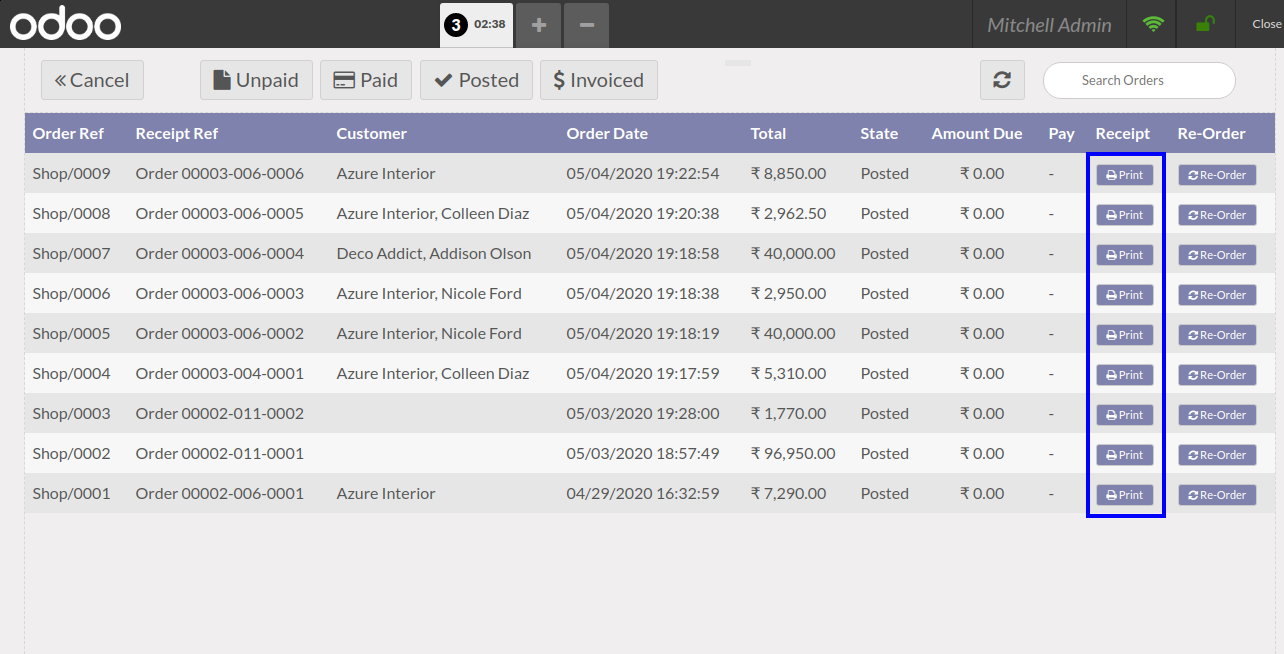 odoo 3 02:38 + − Mitchell Admin Close
Cancel Unpaid Paid Posted $ Invoiced Search Orders
Order Ref Receipt Ref Customer Order Date Total State Amount Due Pay Receipt Re-Order
Shop/0009 Order 00003-006-0006 Azure Interior 05/04/2020 19:22:54 ₹ 8,850.00 Posted ₹ 0.00 - Print Re-Order
Shop/0008 Order 00003-006-0005 Azure Interior, Colleen Diaz 05/04/2020 19:20:38 ₹ 2,962.50 Posted ₹ 0.00 - Print Re-Order
Shop/0007 Order 00003-006-0004 Deco Addict, Addison Olson 05/04/2020 19:18:58 ₹ 40,000.00 Posted ₹ 0.00 - Print Re-Order
Shop/0006 Order 00003-006-0003 Azure Interior, Nicole Ford 05/04/2020 19:18:38 ₹ 2,950.00 Posted ₹ 0.00 - Print Re-Order
Shop/0005 Order 00003-006-0002 Azure Interior, Nicole Ford 05/04/2020 19:18:19 ₹ 40,000.00 Posted ₹ 0.00 - Print Re-Order
Shop/0004 Order 00003-004-0001 Azure Interior, Colleen Diaz 05/04/2020 19:17:59 ₹ 5,310.00 Posted ₹ 0.00 - Print Re-Order
Shop/0003 Order 00002-011-0002 05/03/2020 19:28:00 ₹ 1,770.00 Posted ₹ 0.00 - Print Re-Order
Shop/0002 Order 00002-011-0001 05/03/2020 18:57:49 ₹ 96,950.00 Posted ₹ 0.00 - Print Re-Order
Shop/0001 Order 00002-006-0001 Azure Interior 04/29/2020 16:32:59 ₹ 7,290.00 Posted ₹ 0.00 - Print Re-Order